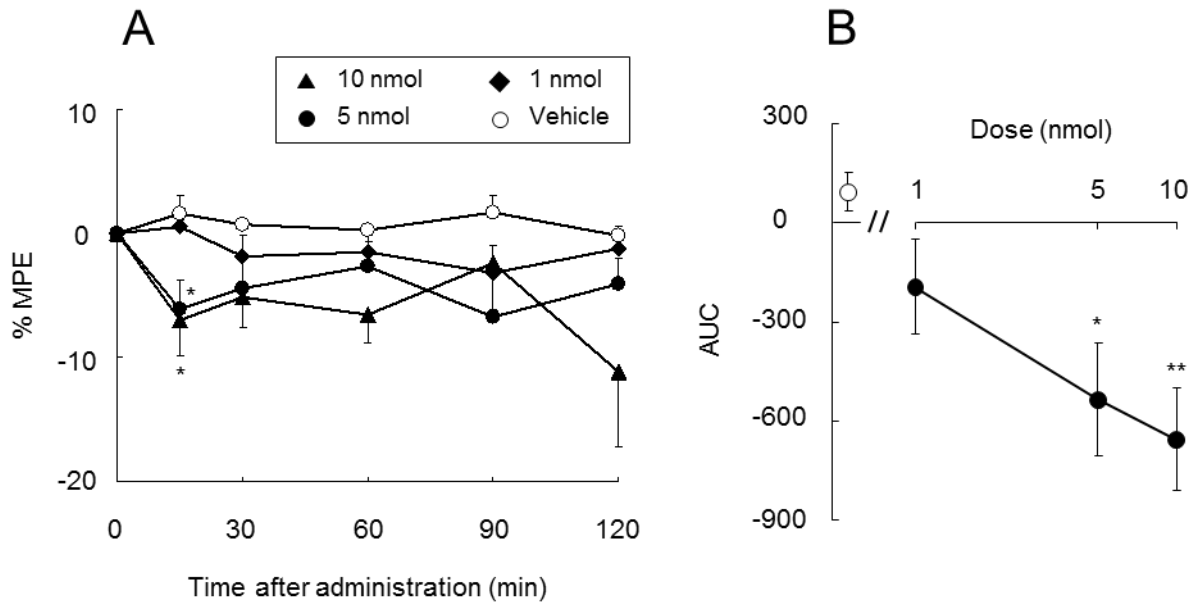 A
10 nmol 1 nmol
5 nmol Vehicle
10
0
-10
-20
% MPE
0 30 60 90 120
Time after administration (min)
*
*
B
300
0
-300
-600
-900
AUC
Dose (nmol)
1 5 10
//
*
**